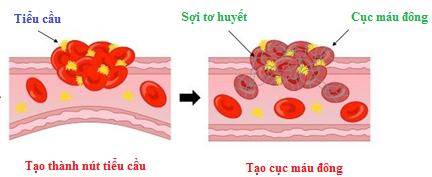 Tiểu cầu
Sợi tơ huyết
Cục máu đông
Tạo thành nút tiểu cầu
Tạo cục máu đông